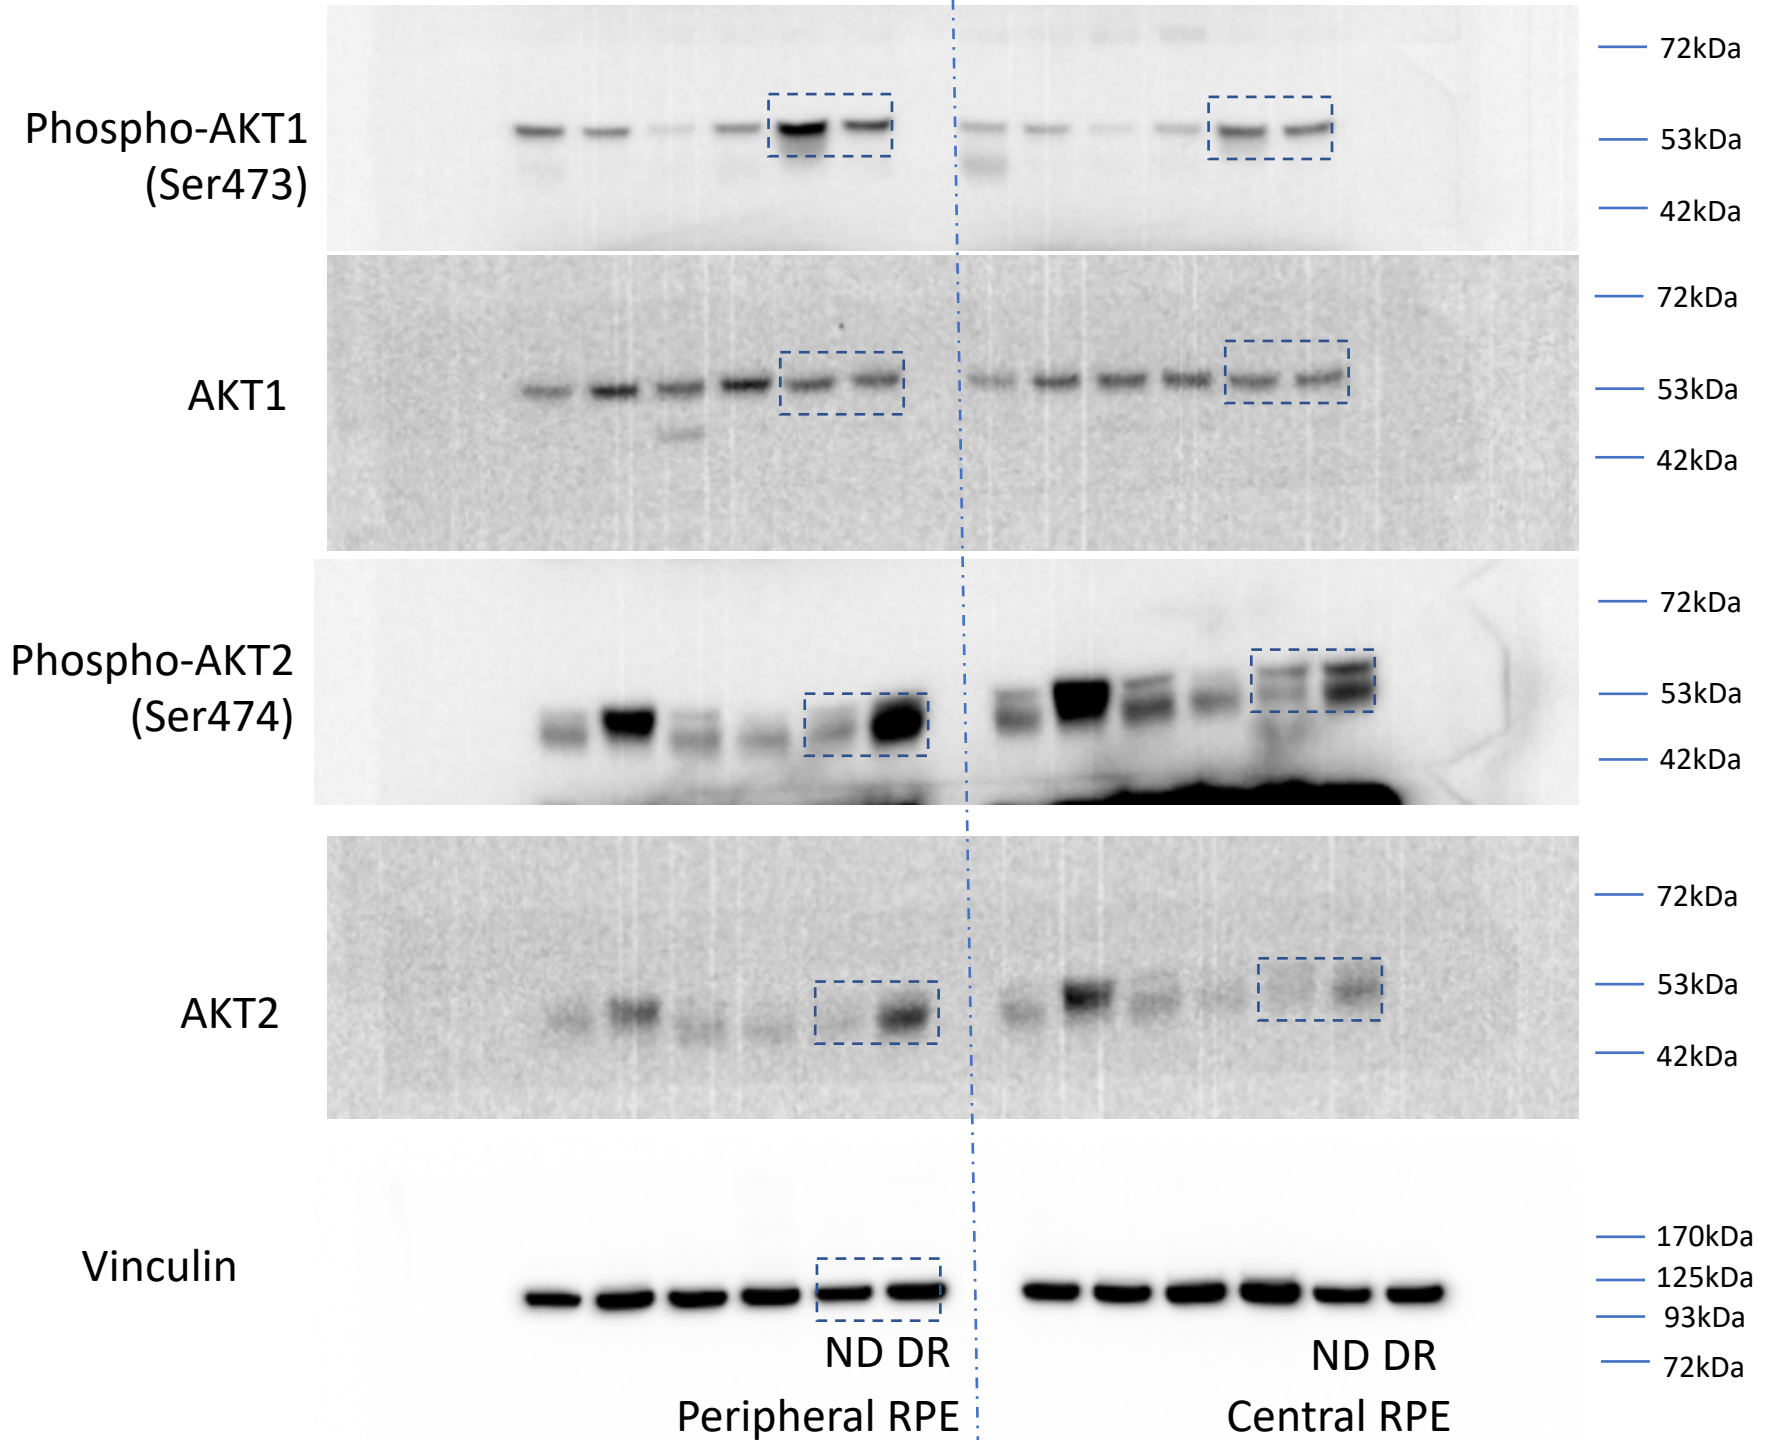 72kDa
Phospho-AKT1
(Ser473)
53kDa
42kDa
72kDa
AKT1
53kDa
42kDa
72kDa
Phospho-AKT2
(Ser474)
53kDa
42kDa
72kDa
AKT2
53kDa
42kDa
Vinculin
170kDa
125kDa
93kDa
72kDa
ND DR
ND DR
Peripheral RPE
Central RPE